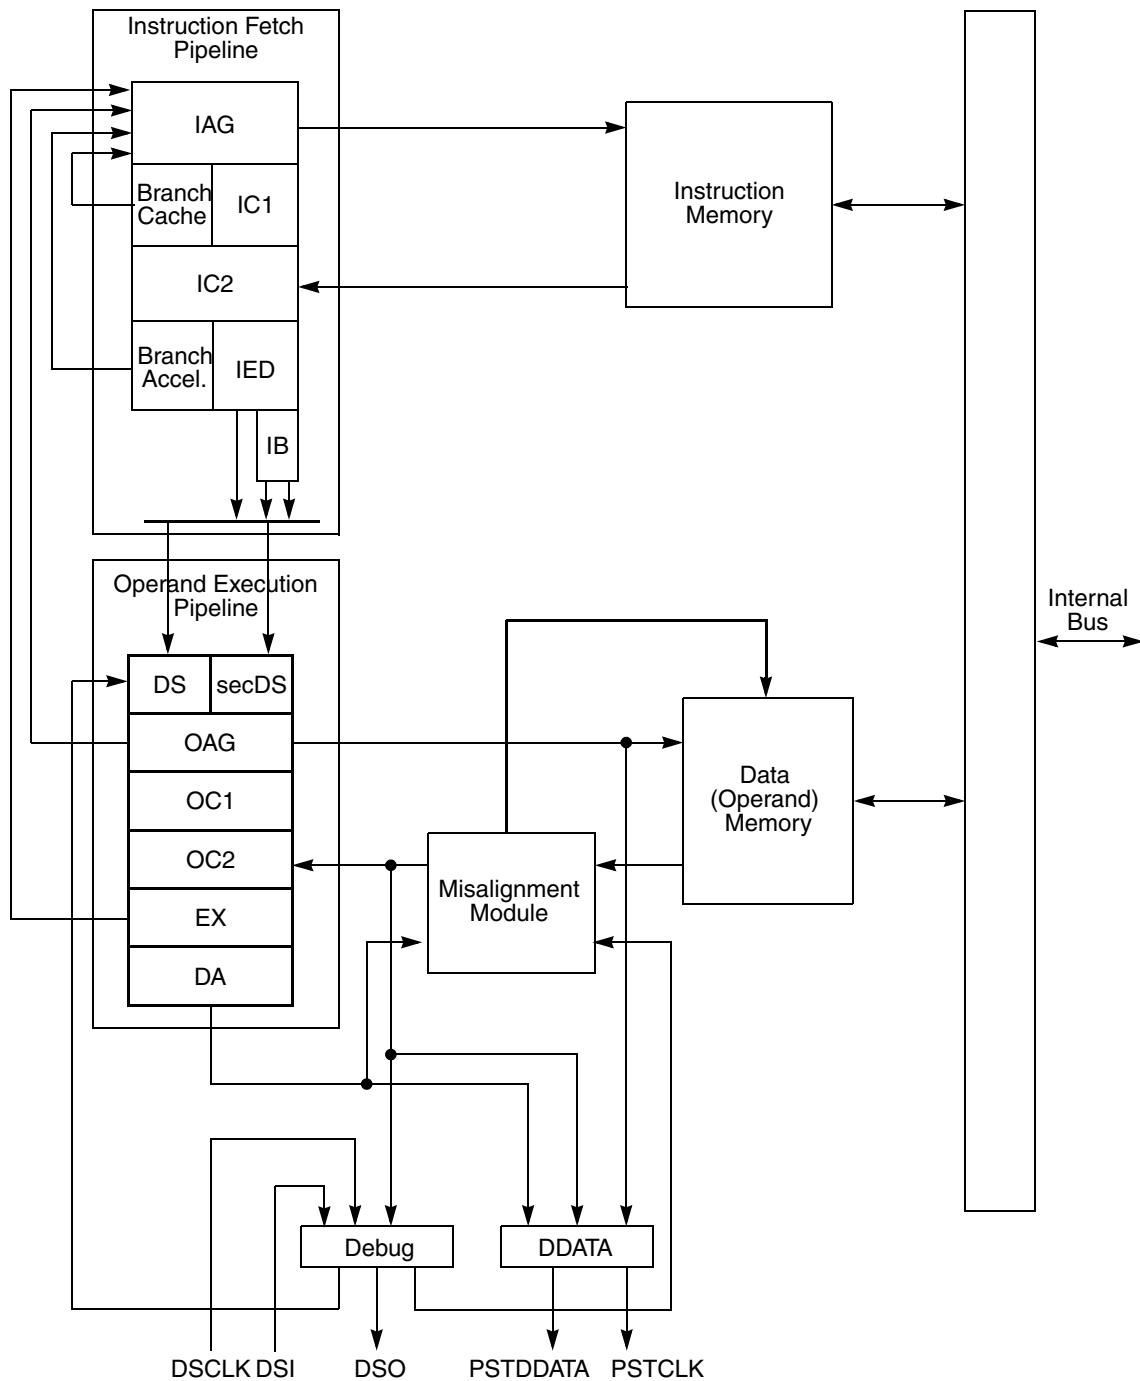 Instruction Fetch
Pipeline
IAG
Branch
Cache
IC1
IC2
Branch
Accel.
IED
IB
Instruction
Memory
Operand Execution
Pipeline
DS
secDS
OAG
OC1
OC2
EX
DA
Misalignment
Module
Data
(Operand)
Memory
Internal
Bus
Debug
DDATA
DSCLK
DSI
DSO
PSTDDATA
PSTCLK